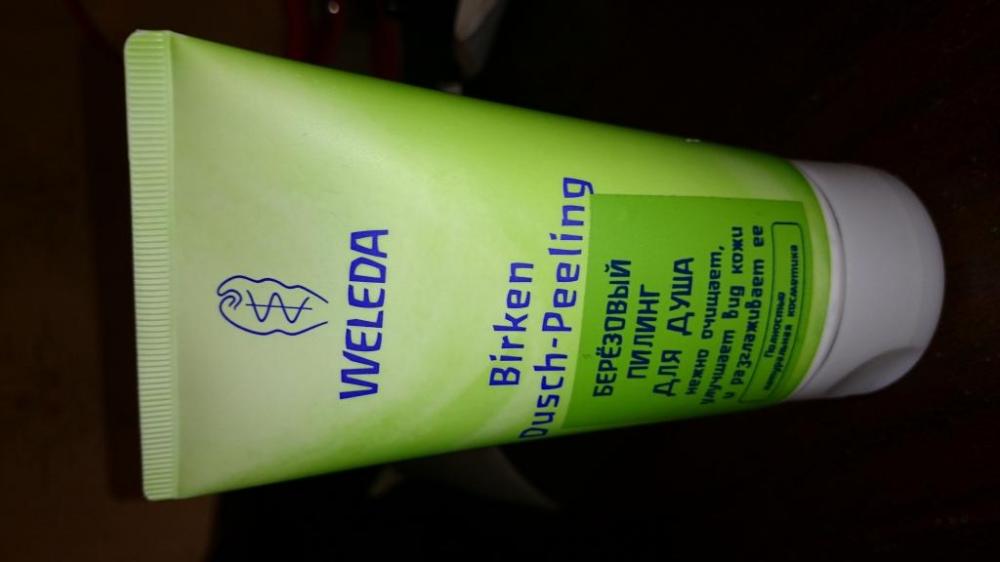 WELEDA
Birken
Dusch-Peeling
БЕРЁЗОВЫЙ
ПИЛИНГ
ДЛЯ ДУША
нежно очищает,
улучшает вид кожи
и разглаживает ее
Полностью
натуральная косметика